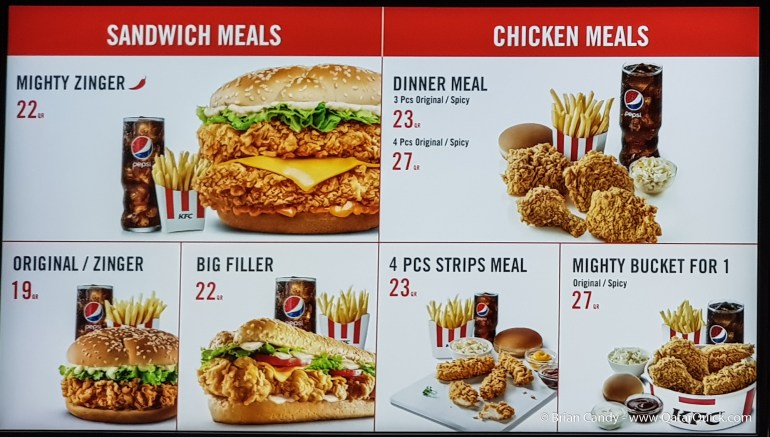 SANDWICH MEALS
CHICKEN MEALS
MIGHTY ZINGER
22 QR
pepsi
KFC
DINNER MEAL
3 Pcs Original / Spicy
23 QR
4 Pcs Original / Spicy
27 QR
pepsi
ORIGINAL / ZINGER
19 QR
pepsi
BIG FILLER
22 QR
pepsi
4 PCS STRIPS MEAL
23 QR
MIGHTY BUCKET FOR 1
Original / Spicy
27 QR
KFC
© Brian Candy - www.QatarQuick.com